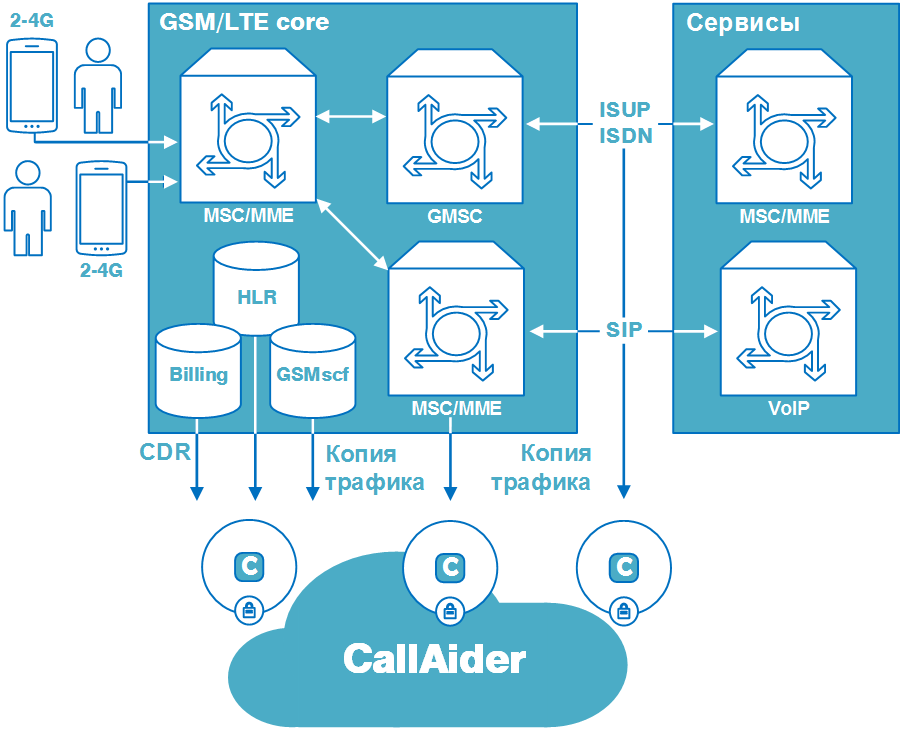 2-4G
GSM/LTE core
Сервисы
ISUP
ISDN
MSC/MME
GMSC
MSC/MME
2-4G
HLR
SIP
Billing
GSMscf
MSC/MME
VoIP
CDR
Копия
трафика
Копия
трафика
C
C
C
CallAider